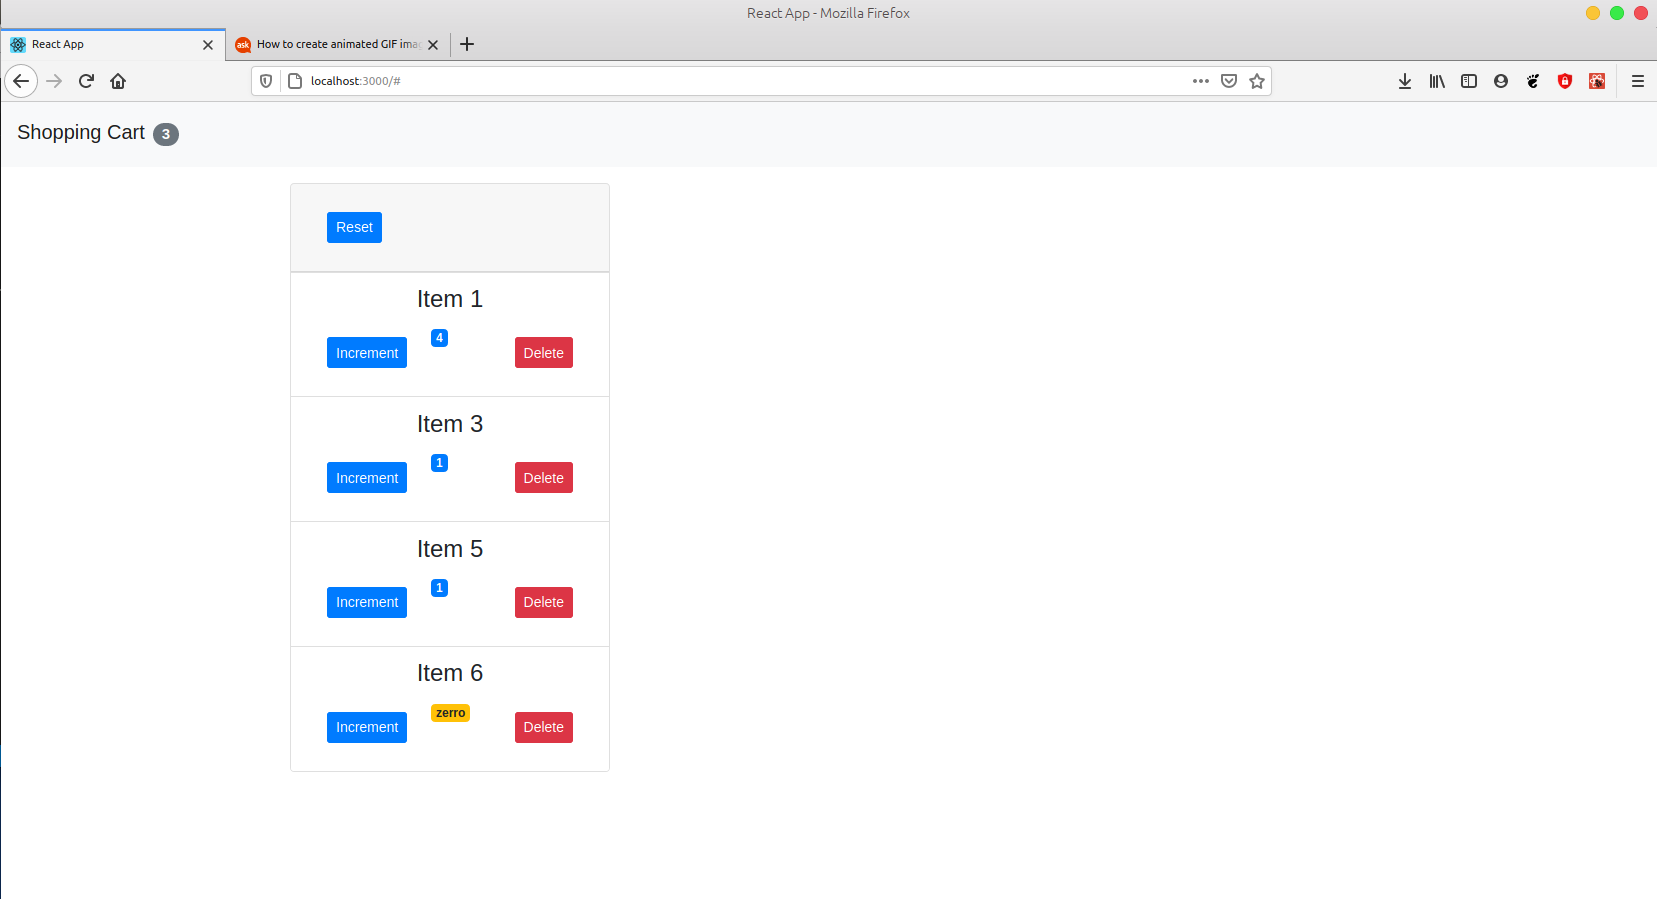 React App - Mozilla Firefox
React App
ask
How to create animated GIF ima
localhost:3000/#
Shopping Cart 3
Reset
Item 1
4
Increment Delete
Item 3
1
Increment Delete
Item 5
1
Increment Delete
Item 6
zerro
Increment Delete